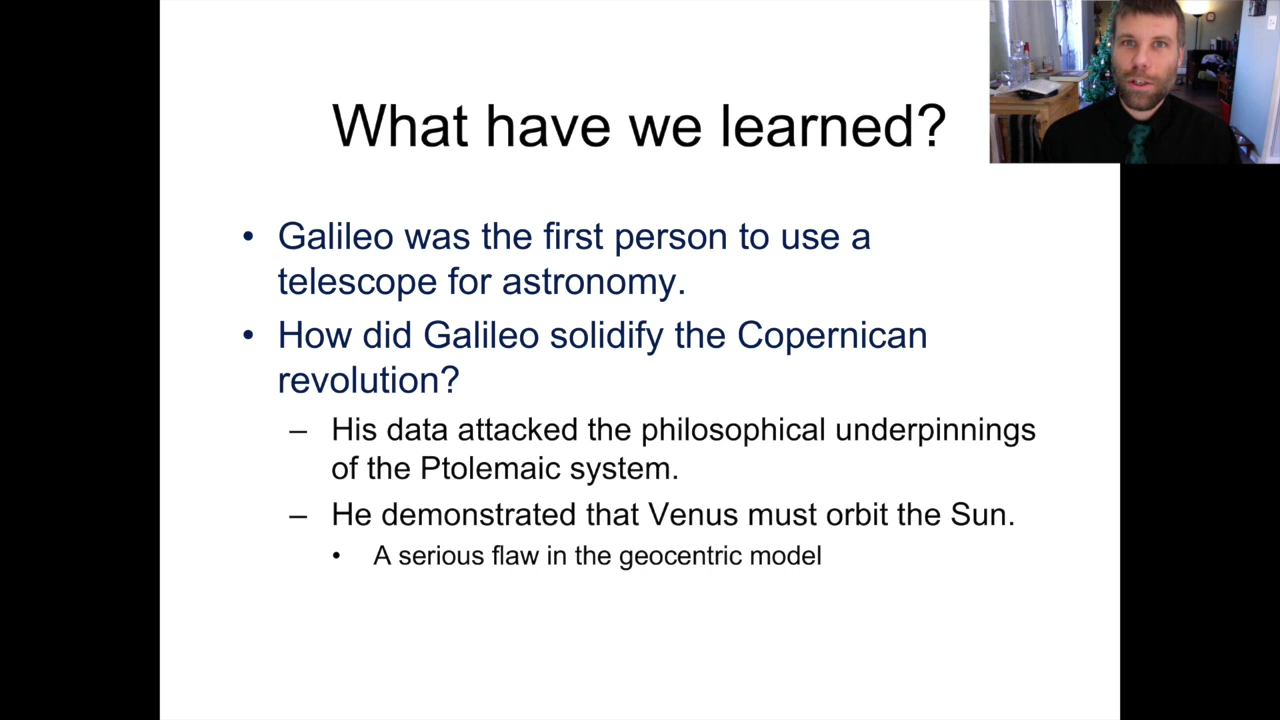 What have we learned?
• Galileo was the first person to use a
telescope for astronomy.
• How did Galileo solidify the Copernican
revolution?
– His data attacked the philosophical underpinnings
of the Ptolemaic system.
– He demonstrated that Venus must orbit the Sun.
• A serious flaw in the geocentric model